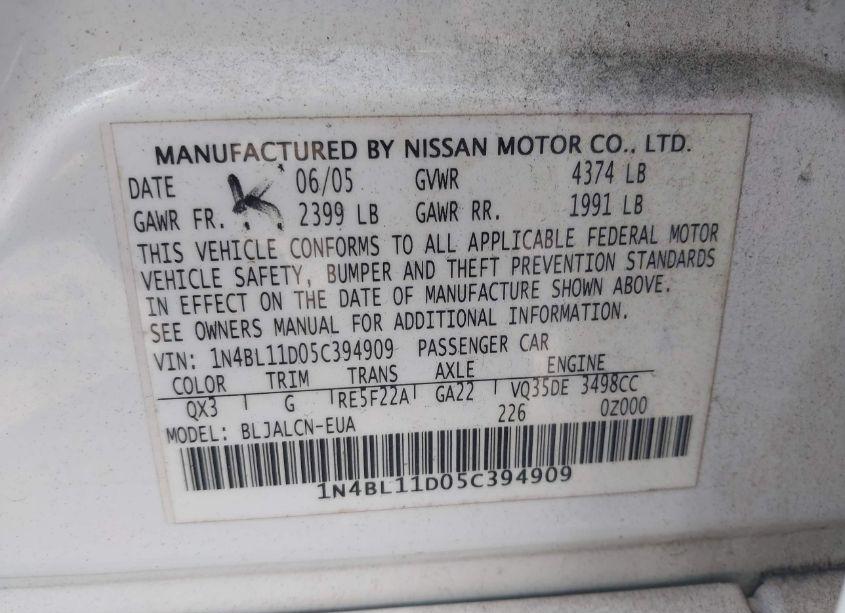 MANUFACTURED BY NISSAN MOTOR CO., LTD.
DATE 06/05 GVWR 4374 LB
GAWR FR. 2399 LB GAWR RR. 1991 LB
THIS VEHICLE CONFORMS TO ALL APPLICABLE FEDERAL MOTOR
VEHICLE SAFETY, BUMPER AND THEFT PREVENTION STANDARDS
IN EFFECT ON THE DATE OF MANUFACTURE SHOWN ABOVE.
SEE OWNERS MANUAL FOR ADDITIONAL INFORMATION.
VIN: 1N4BL11D05C394909 PASSENGER CAR
COLOR TRIM TRANS AXLE ENGINE
QX3 G RE5F22A GA22 VQ35DE 3498CC
MODEL: BLJALCN-EUA 226 0Z000
1N4BL11D05C394909